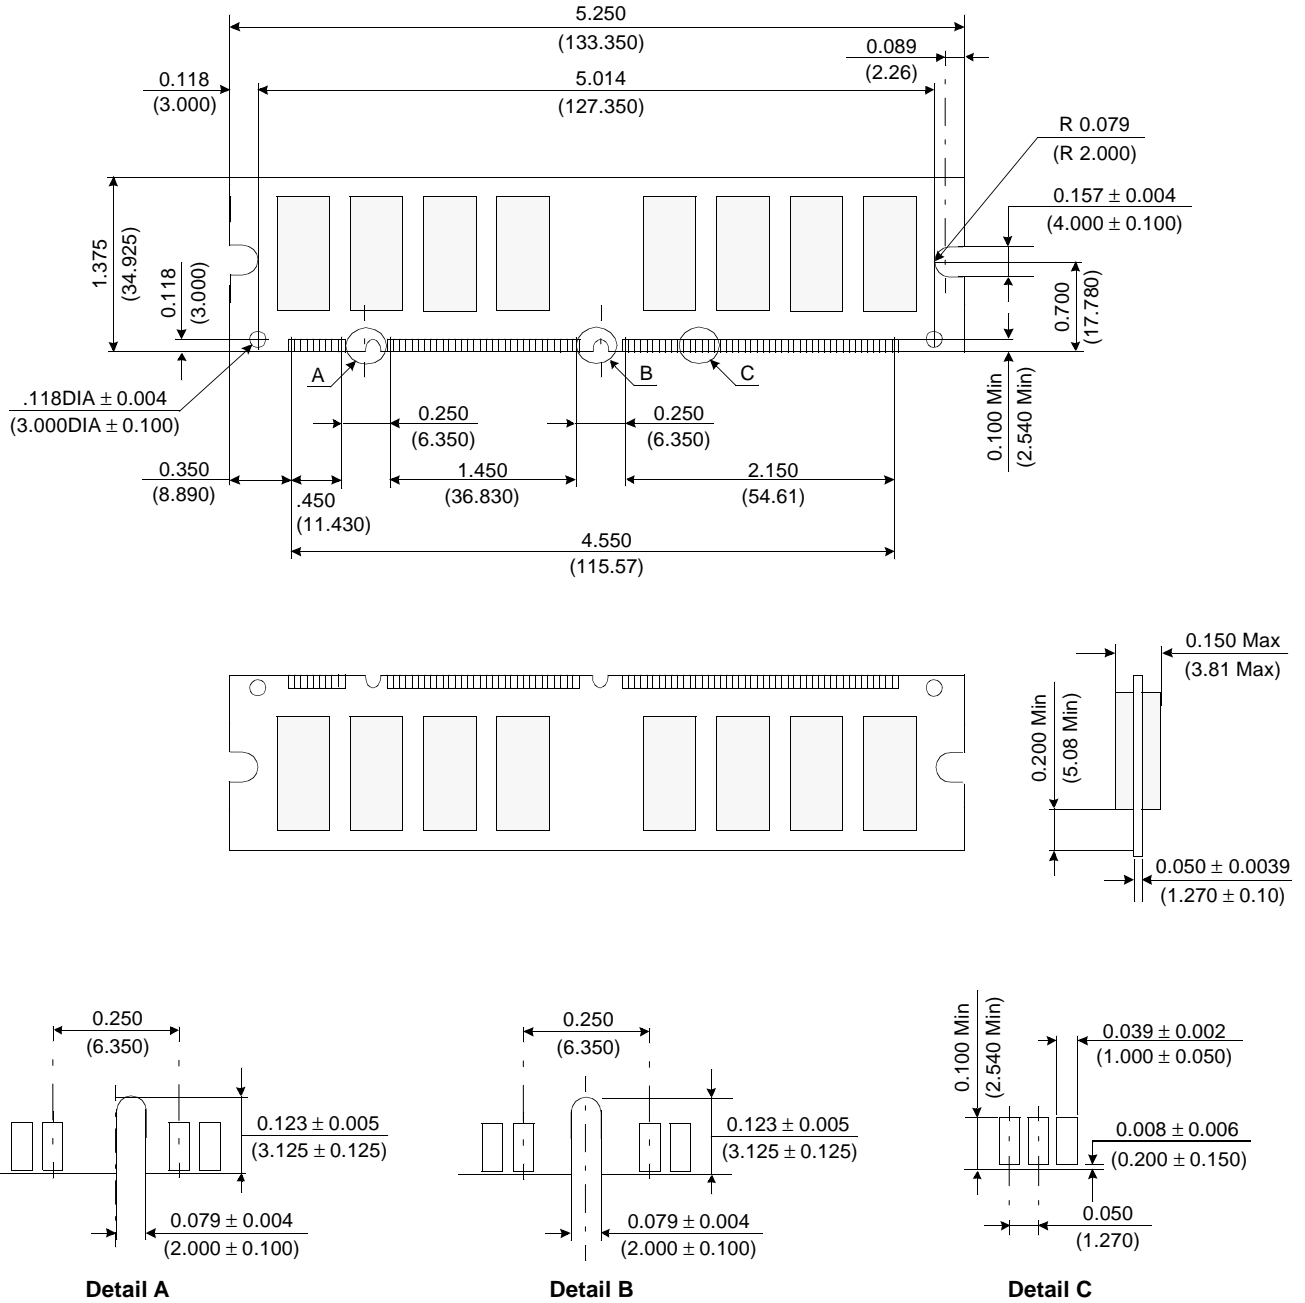 5.250
(133.350)
0.089
(2.26)
0.118
(3.000)
5.014
(127.350)
R 0.079
(R 2.000)
0.157 ± 0.004
(4.000 ± 0.100)
1.375
(34.925)
0.118
(3.000)
0.700
(17.780)
A
B
C
.118DIA ± 0.004
(3.000DIA ± 0.100)
0.250
(6.350)
0.250
(6.350)
0.100 Min
(2.540 Min)
0.350
(8.890)
.450
(11.430)
1.450
(36.830)
2.150
(54.61)
4.550
(115.57)
0.150 Max
(3.81 Max)
0.200 Min
(5.08 Min)
0.050 ± 0.0039
(1.270 ± 0.10)
0.250
(6.350)
0.123 ± 0.005
(3.125 ± 0.125)
0.079 ± 0.004
(2.000 ± 0.100)
Detail A
0.250
(6.350)
0.123 ± 0.005
(3.125 ± 0.125)
0.079 ± 0.004
(2.000 ± 0.100)
Detail B
0.100 Min
(2.540 Min)
0.039 ± 0.002
(1.000 ± 0.050)
0.008 ± 0.006
(0.200 ± 0.150)
0.050
(1.270)
Detail C